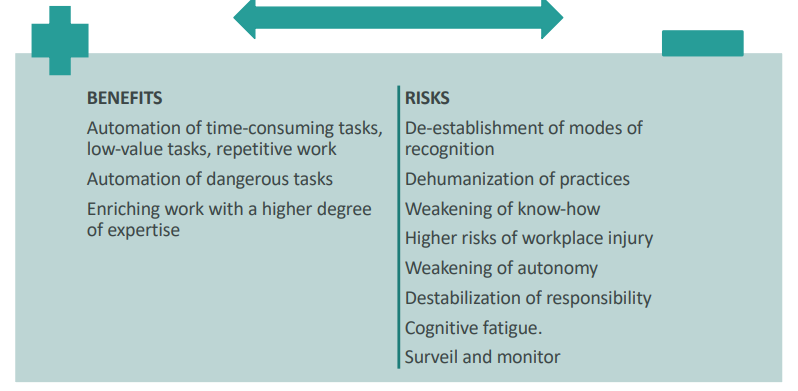 BENEFITS
Automation of time-consuming tasks,
low-value tasks, repetitive work
Automation of dangerous tasks
Enriching work with a higher degree
of expertise
RISKS
De-establishment of modes of
recognition
Dehumanization of practices
Weakening of know-how
Higher risks of workplace injury
Weakening of autonomy
Destabilization of responsibility
Cognitive fatigue.
Surveil and monitor